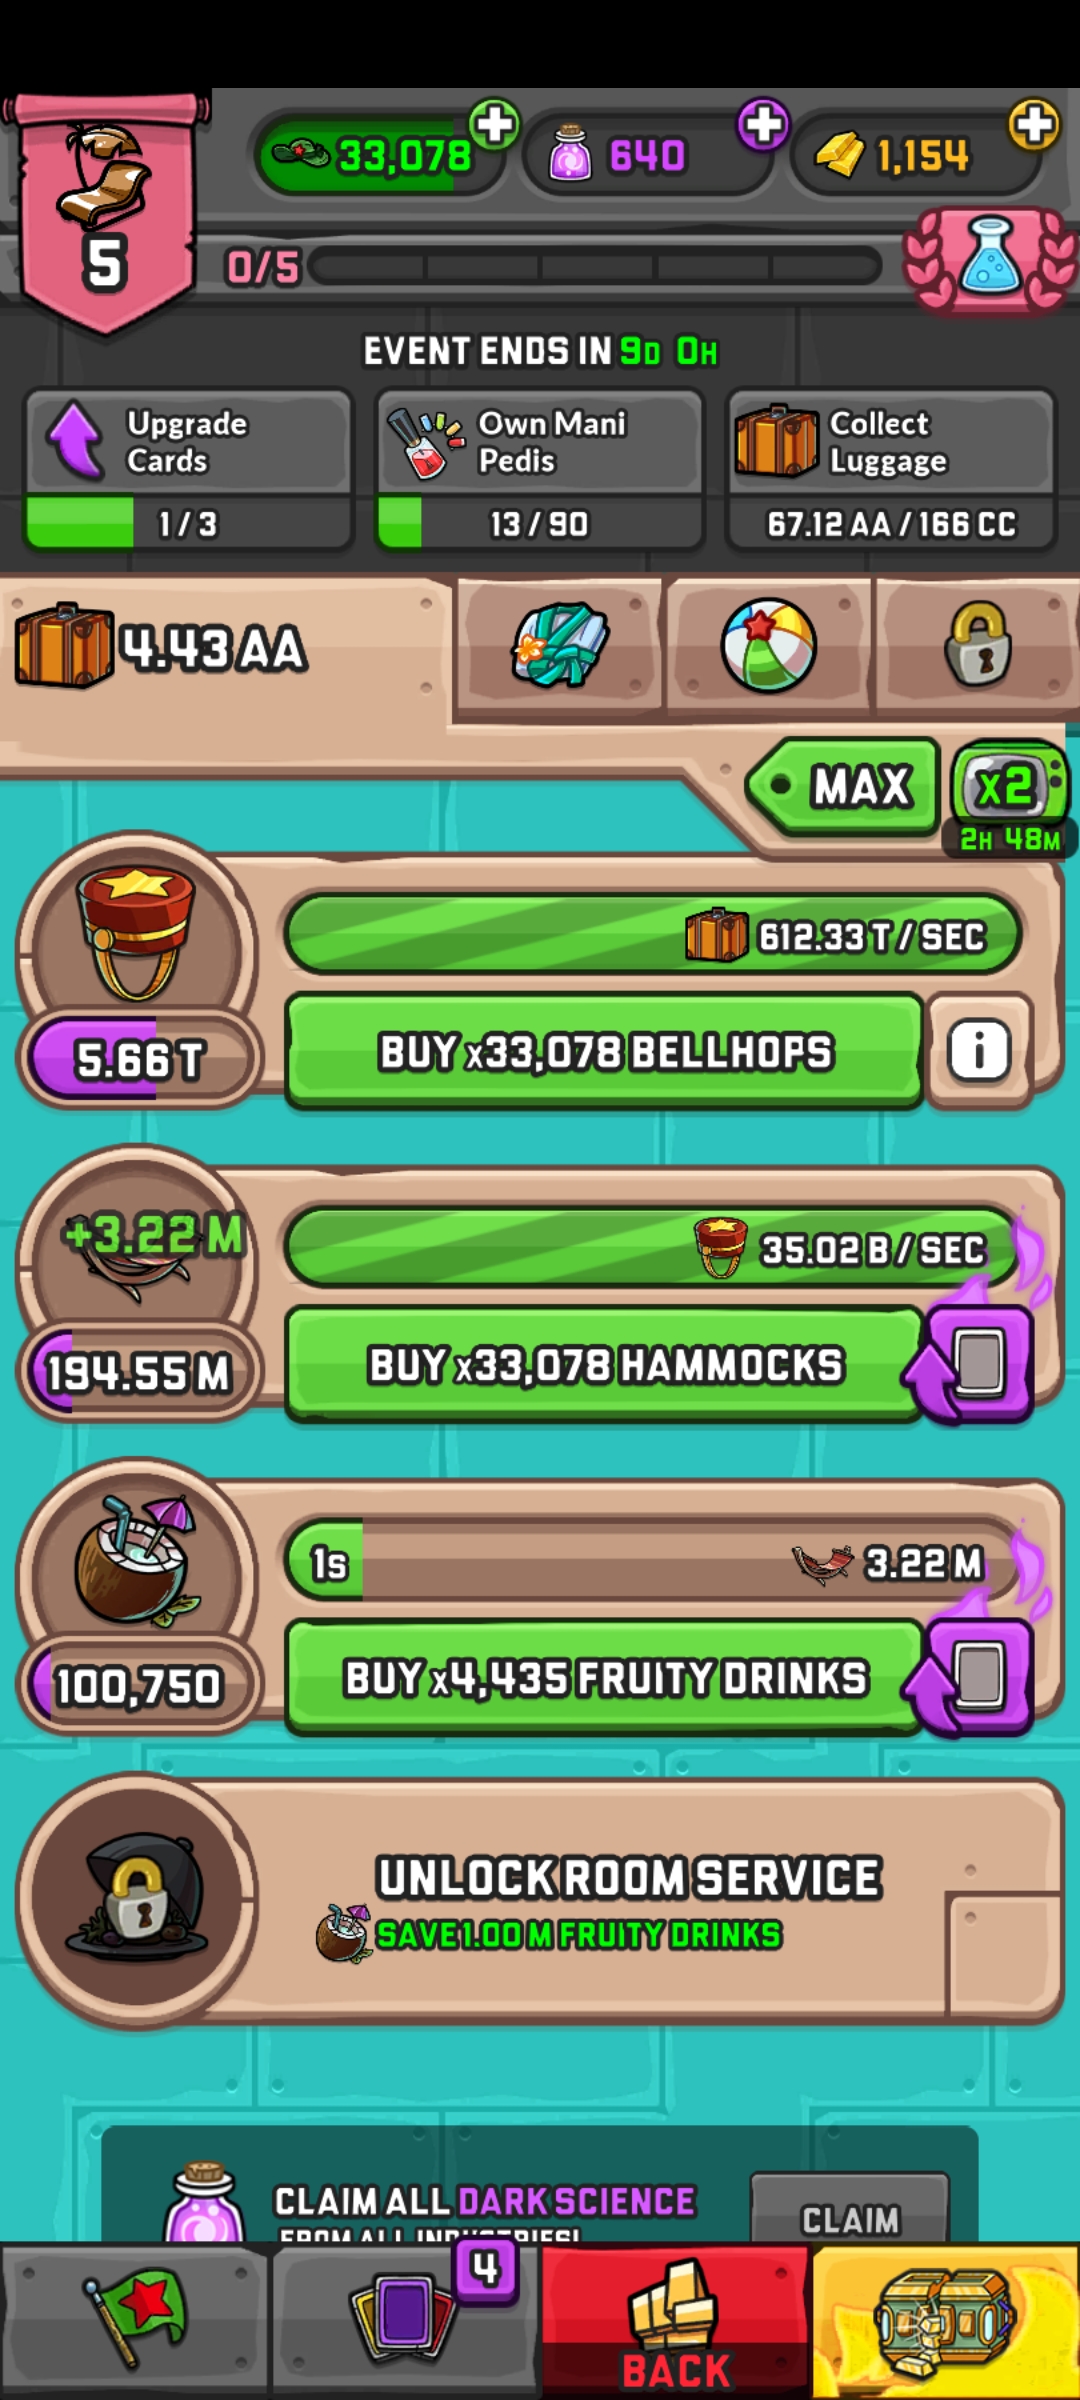 33,078
640
1,154
5
0/5
EVENT ENDS IN 9D 0H
Upgrade Cards
1/3
Own Mani Pedis
13/90
Collect Luggage
67.12 AA/166 CC
4.43 AA
MAX
x2
2H 48M
612.33 T/SEC
5.66 T
BUY x33,078 BELLHOPS
i
+3.22 M
35.02 B/SEC
194.55 M
BUY x33,078 HAMMOCKS
1s
3.22 M
100,750
BUY x4,435 FRUITY DRINKS
UNLOCK ROOM SERVICE
SAVE 1.00 M FRUITY DRINKS
CLAIM ALL DARK SCIENCE
FROM ALL INDUSTRIES!
CLAIM
4
BACK